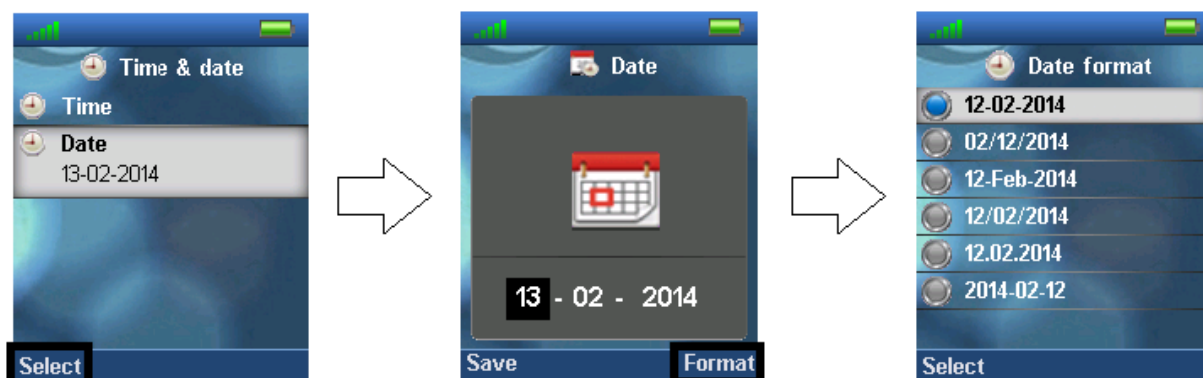 Time & date
Time
Date
13-02-2014
Select
Date
13 - 02 - 2014
Save
Format
Date format
12-02-2014
02/12/2014
12-Feb-2014
12/02/2014
12.02.2014
2014-02-12
Select